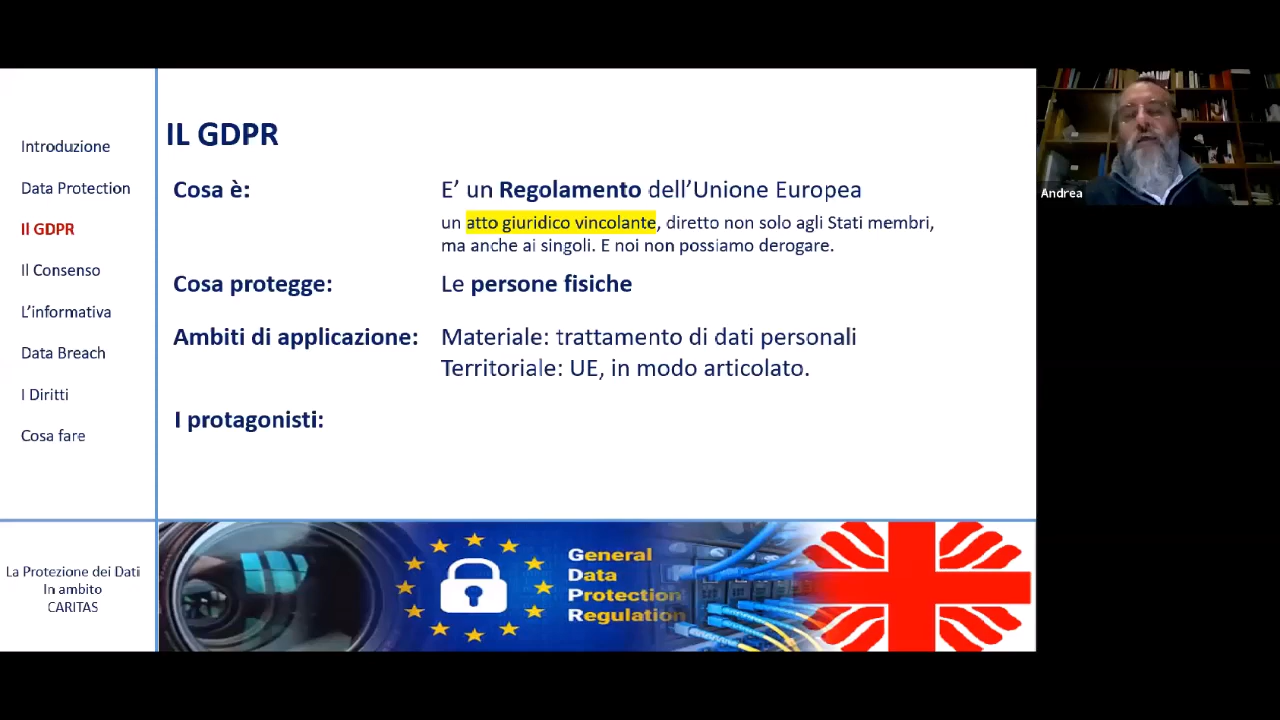 Introduzione
Data Protection
Il GDPR
Il Consenso
L’informativa
Data Breach
I Diritti
Cosa fare
La Protezione dei Dati
In ambito
CARITAS
IL GDPR
Cosa è: E’ un Regolamento dell’Unione Europea
un atto giuridico vincolante, diretto non solo agli Stati membri,
ma anche ai singoli. E noi non possiamo derogare.
Cosa protegge: Le persone fisiche
Ambiti di applicazione: Materiale: trattamento di dati personali
Territoriale: UE, in modo articolato.
I protagonisti:
General
Data
Protection
Regulation
Andrea